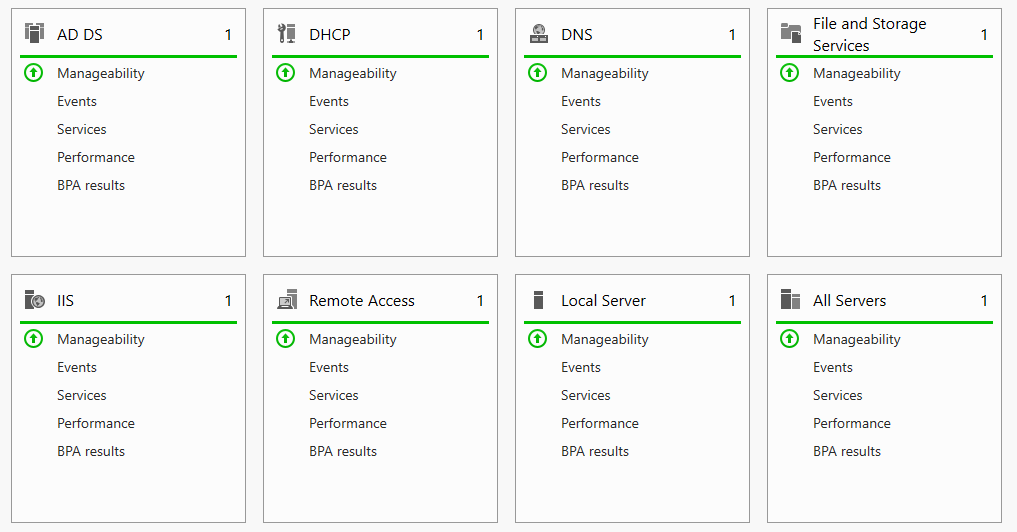 AD DS 1
Manageability
Events
Services
Performance
BPA results
DHCP 1
Manageability
Events
Services
Performance
BPA results
DNS 1
Manageability
Events
Services
Performance
BPA results
File and Storage
Services 1
Manageability
Events
Services
Performance
BPA results
IIS 1
Manageability
Events
Services
Performance
BPA results
Remote Access 1
Manageability
Events
Services
Performance
BPA results
Local Server 1
Manageability
Events
Services
Performance
BPA results
All Servers 1
Manageability
Events
Services
Performance
BPA results